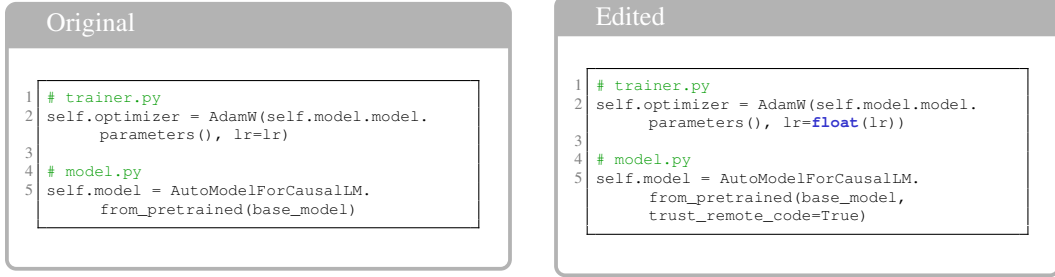 Original
1 # trainer.py
2 self.optimizer = AdamW(self.model.model.
parameters(), lr=lr)
3
4 # model.py
5 self.model = AutoModelForCausalLM.
from_pretrained(base_model)
Edited
1 # trainer.py
2 self.optimizer = AdamW(self.model.model.
parameters(), lr=float(lr))
3
4 # model.py
5 self.model = AutoModelForCausalLM.
from_pretrained(base_model,
trust_remote_code=True)